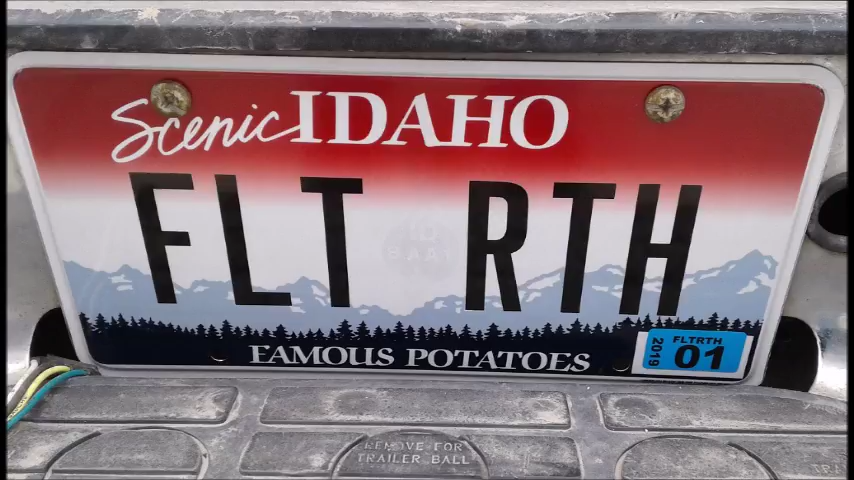 Scenic IDAHO
FLT RTH
FAMOUS POTATOES
2019
FLTRTH
01
REMOVE FOR
TRAILER BALL